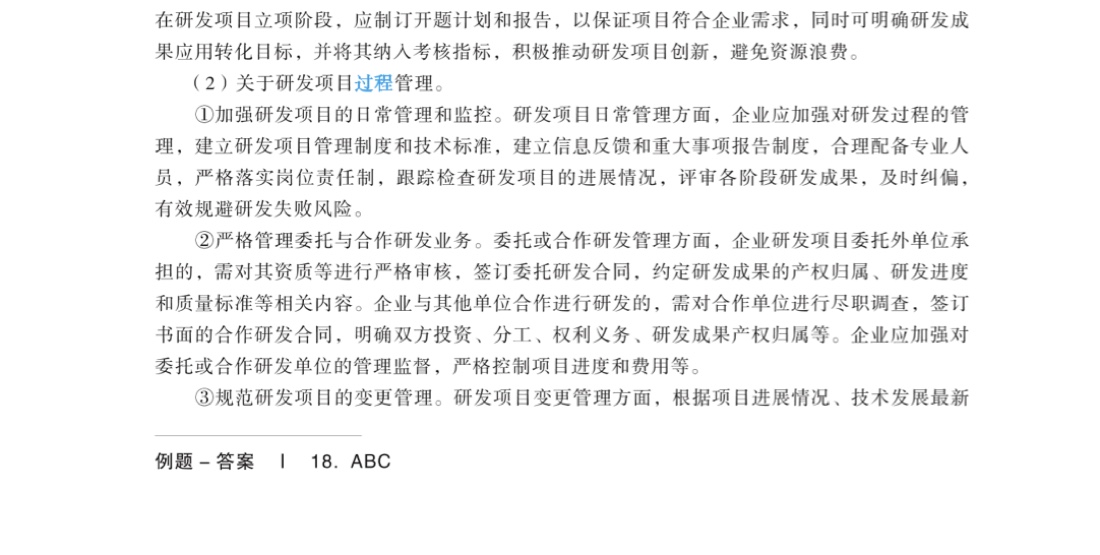 在研发项目立项阶段，应制订开题计划和报告，以保证项目符合企业需求，同时可明确研发成
果应用转化目标，并将其纳入考核指标，积极推动研发项目创新，避免资源浪费。
（2）关于研发项目过程管理。
①加强研发项目的日常管理和监控。研发项目日常管理方面，企业应加强对研发过程的管
理，建立研发项目管理制度和技术标准，建立信息反馈和重大事项报告制度，合理配备专业人
员，严格落实岗位责任制，跟踪检查研发项目的进展情况，评审各阶段研发成果，及时纠偏，
有效规避研发失败风险。
②严格管理委托与合作研发业务。委托或合作研发管理方面，企业研发项目委托外单位承
担的，需对其资质等进行严格审核，签订委托研发合同，约定研发成果的产权归属、研发进度
和质量标准等相关内容。企业与其他单位合作进行研发的，需对合作单位进行尽职调查，签订
书面的合作研发合同，明确双方投资、分工、权利义务、研发成果产权归属等。企业应加强对
委托或合作研发单位的管理监督，严格控制项目进度和费用等。
③规范研发项目的变更管理。研发项目变更管理方面，根据项目进展情况、技术发展最新
例题－答案 | 18. ABC